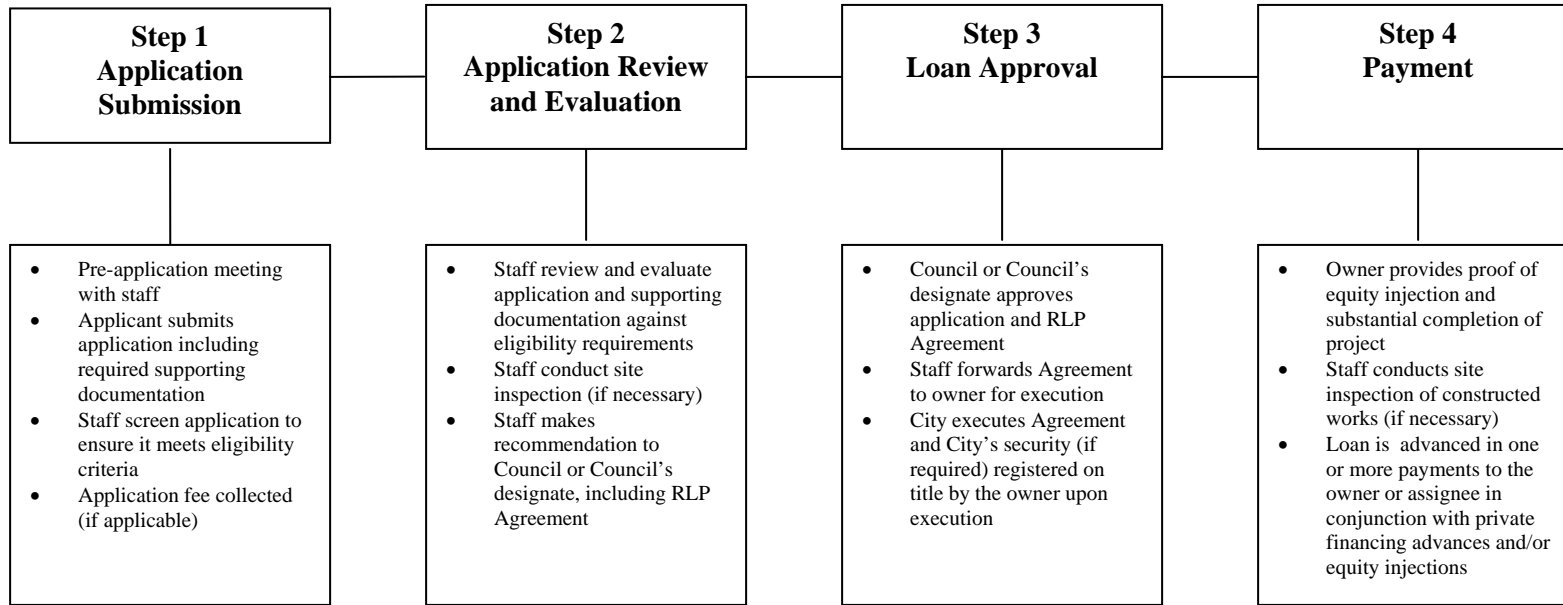 Step 1
Application
Submission
Step 2
Application Review
and Evaluation
Step 3
Loan Approval
Step 4
Payment
• Pre-application meeting
with staff
• Applicant submits
application including
required supporting
documentation
• Staff screen application to
ensure it meets eligibility
criteria
• Application fee collected
(if applicable)
• Staff review and evaluate
application and supporting
documentation against
eligibility requirements
• Staff conduct site
inspection (if necessary)
• Staff makes
recommendation to
Council or Council’s
designate, including RLP
Agreement
• Council or Council’s
designate approves
application and RLP
Agreement
• Staff forwards Agreement
to owner for execution
• City executes Agreement
and City’s security (if
required) registered on
title by the owner upon
execution
• Owner provides proof of
equity injection and
substantial completion of
project
• Staff conducts site
inspection of constructed
works (if necessary)
• Loan is advanced in one
or more payments to the
owner or assignee in
conjunction with private
financing advances and/or
equity injections